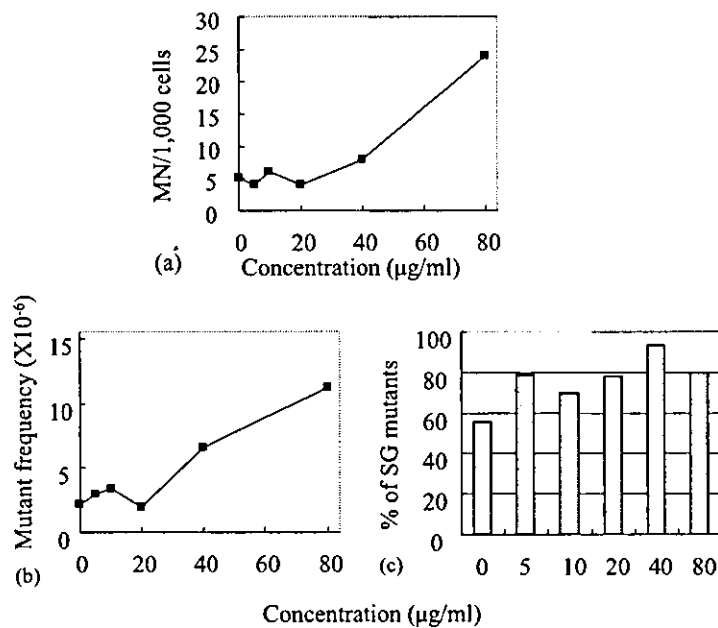 MN/1,000 cells
30
25
20
15
10
5
0
0 20 40 60 80
(a)
Concentration (μg/ml)
Mutant frequency (X10⁻⁶)
15
10
5
0
0 20 40 60 80
(b)
% of SG mutants
100
80
60
40
20
0
0 5 10 20 40 80
(c)
Concentration (μg/ml)